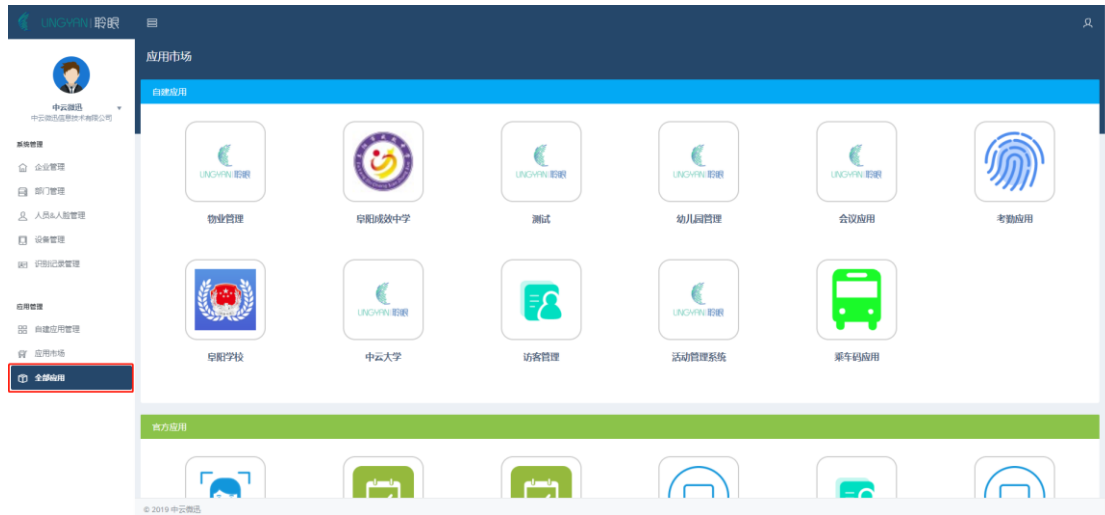 LINGYAN 聆眼
应用市场
中云微迅
中云微迅信息技术有限公司
系统管理
企业管理
部门管理
人员&人脸管理
设备管理
识别记录管理
应用管理
自建应用管理
应用市场
全部应用
自建应用
LINGYAN 聆眼
LINGYAN 聆眼
LINGYAN 聆眼
LINGYAN 聆眼
物业管理
阜阳成效中学
测试
幼儿园管理
会议应用
考勤应用
LINGYAN 聆眼
LINGYAN 聆眼
阜阳学校
中云大学
访客管理
活动管理系统
乘车码应用
官方应用
© 2019 中云微迅